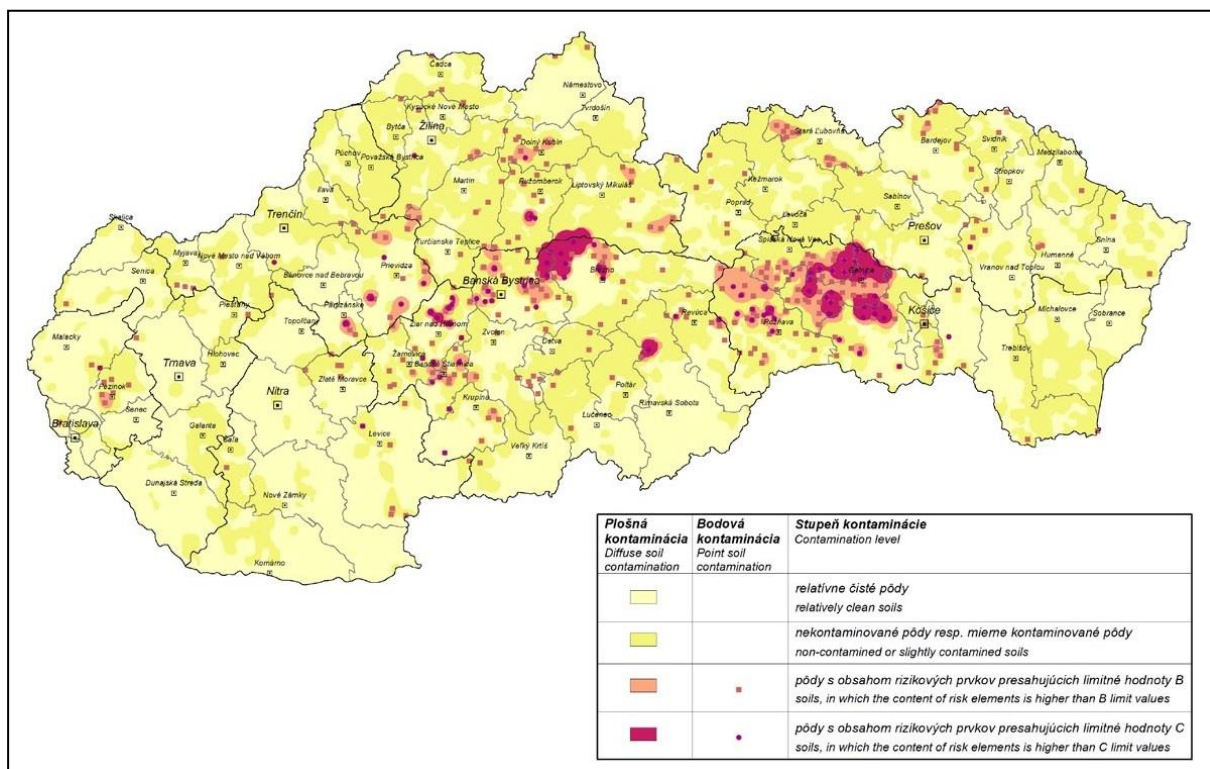 Čadca
Námestovo
Tvrdošín
Kysucké Nové Mesto
Bytča
Žilina
Dolný Kubín
Stará Ľubovňa
Bardejov
Svidník
Medzilaborce
Púchov
Považská Bystrica
Ružomberok
Martin
Liptovský Mikuláš
Kežmarok
Stropkov
Ilava
Poprad
Sabinov
Levoča
Skalica
Trenčín
Prešov
Turčianske Teplice
Spišská Nová Ves
Snina
Myjava
Nové Mesto nad Váhom
Prievidza
Humenné
Senica
Bánovce nad Bebravou
Banská Bystrica
Brezno
Gelnica
Vranov nad Topľou
Piešťany
Partizánske
Košice
Michalovce
Sobrance
Topoľčany
Žiar nad Hronom
Revúca
Rožňava
Malacky
Zvolen
Detva
Trebišov
Hlohovec
Trnava
Žarnovica
Banská Štiavnica
Zlaté Moravce
Poltár
Pezinok
Nitra
Krupina
Rimavská Sobota
Senec
Lučenec
Bratislava
Galanta
Levice
Šaľa
Veľký Krtíš
Dunajská Streda
Nové Zámky
Komárno
Plošná
kontaminácia
Diffuse soil
contamination
Bodová
kontaminácia
Point soil
contamination
Stupeň kontaminácie
Contamination level
relatívne čisté pôdy
relatively clean soils
nekontaminované pôdy resp. mierne kontaminované pôdy
non-contamined or slightly contamined soils
pôdy s obsahom rizikových prvkov presahujúcich limitné hodnoty B
soils, in which the content of risk elements is higher than B limit values
pôdy s obsahom rizikových prvkov presahujúcich limitné hodnoty C
soils, in which the content of risk elements is higher than C limit values